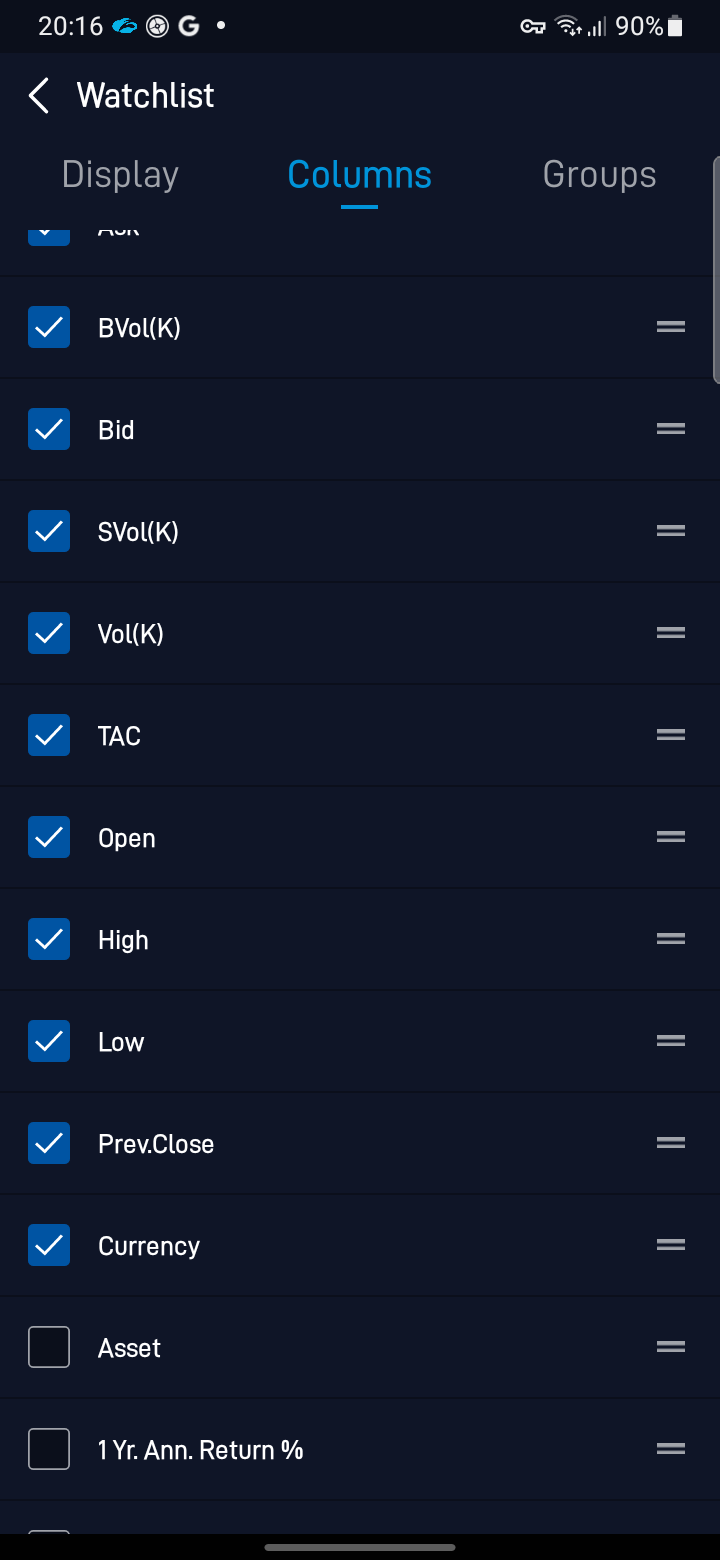 20:16 G 90%
Watchlist
Display Columns Groups
Ask
BVol(K)
Bid
SVol(K)
Vol(K)
TAC
Open
High
Low
Prev.Close
Currency
Asset
1 Yr. Ann. Return %